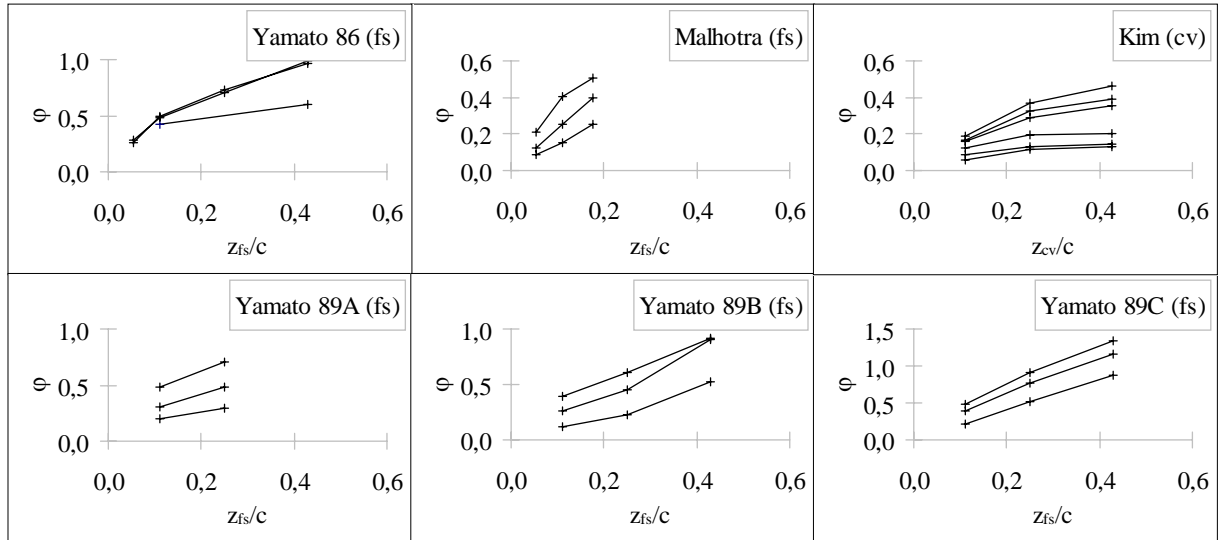 Yamato 86 (fs)
1,0
0,5
0,0
φ
0,0 0,2 0,4 0,6
zfs/c
Malhotra (fs)
0,6
0,4
0,2
0,0
φ
0,0 0,2 0,4 0,6
zfs/c
Kim (cv)
0,6
0,4
0,2
0,0
φ
0,0 0,2 0,4 0,6
zcv/c
Yamato 89A (fs)
1,0
0,5
0,0
φ
0,0 0,2 0,4 0,6
zfs/c
Yamato 89B (fs)
1,0
0,5
0,0
φ
0,0 0,2 0,4 0,6
zfs/c
Yamato 89C (fs)
1,5
1,0
0,5
0,0
φ
0,0 0,2 0,4 0,6
zfs/c